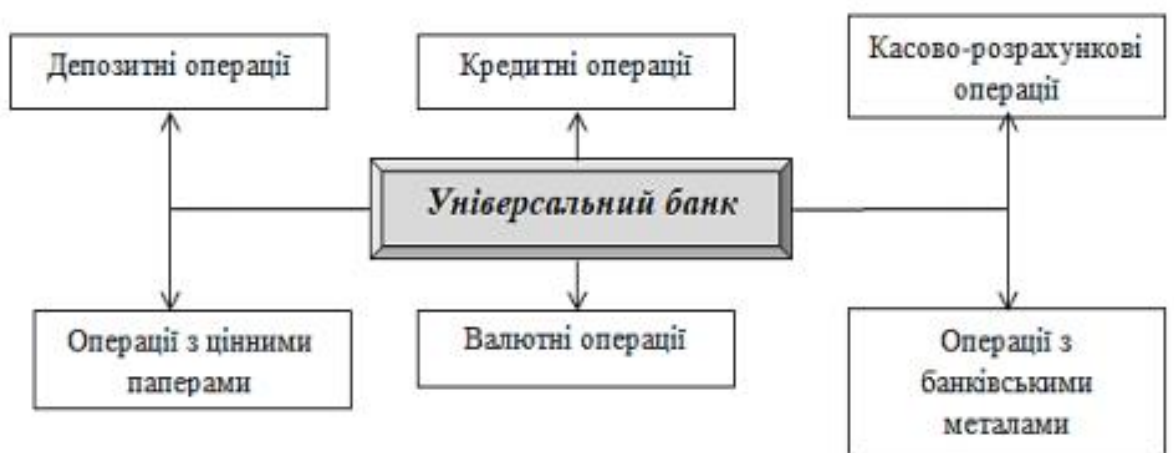 Депозитні операції
Кредитні операції
Касово-розрахункові
операції
Універсальний банк
Операції з цінними
паперами
Валютні операції
Операції з
банківськими
металами